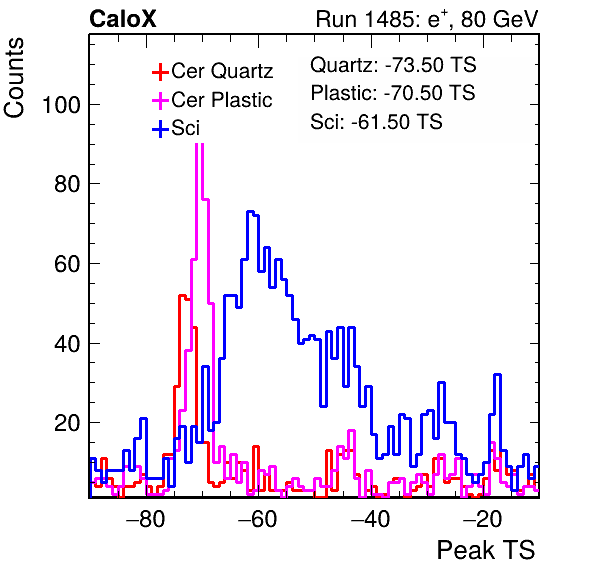 CaloX Run 1485: e⁺, 80 GeV
Counts
Cer Quartz
Cer Plastic
Sci
Quartz: -73.50 TS
Plastic: -70.50 TS
Sci: -61.50 TS
100
80
60
40
20
−80 −60 −40 −20
Peak TS